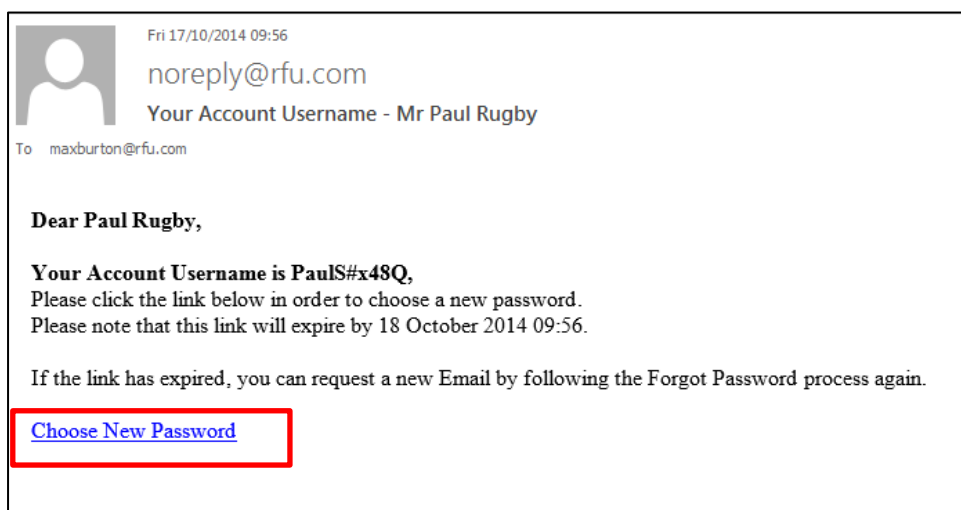 Fri 17/10/2014 09:56
noreply@rfu.com
Your Account Username - Mr Paul Rugby
To maxburton@rfu.com
Dear Paul Rugby,
Your Account Username is PaulS#x48Q,
Please click the link below in order to choose a new password.
Please note that this link will expire by 18 October 2014 09:56.
If the link has expired, you can request a new Email by following the Forgot Password process again.
Choose New Password